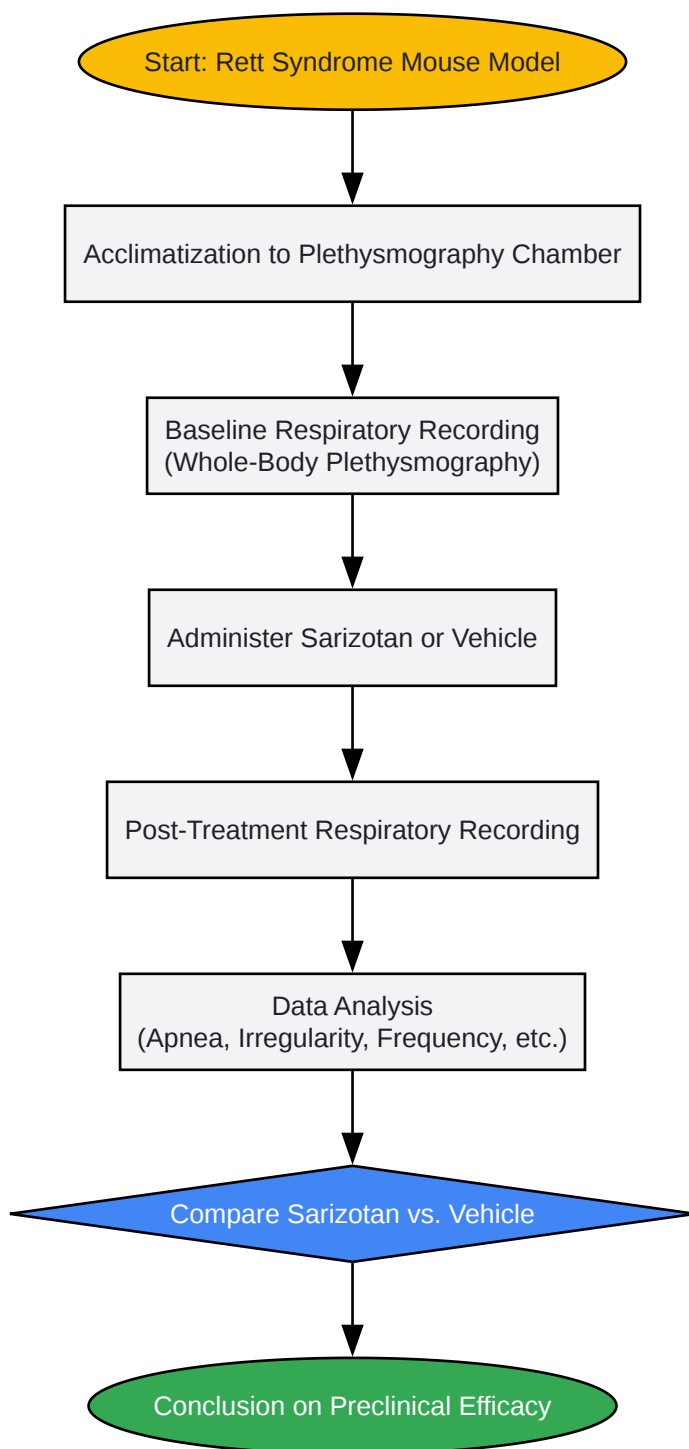 Start: Rett Syndrome Mouse Model
Acclimatization to Plethysmography Chamber
Baseline Respiratory Recording
(Whole-Body Plethysmography)
Administer Sarizotan or Vehicle
Post-Treatment Respiratory Recording
Data Analysis
(Apnea, Irregularity, Frequency, etc.)
Compare Sarizotan vs. Vehicle
Conclusion on Preclinical Efficacy